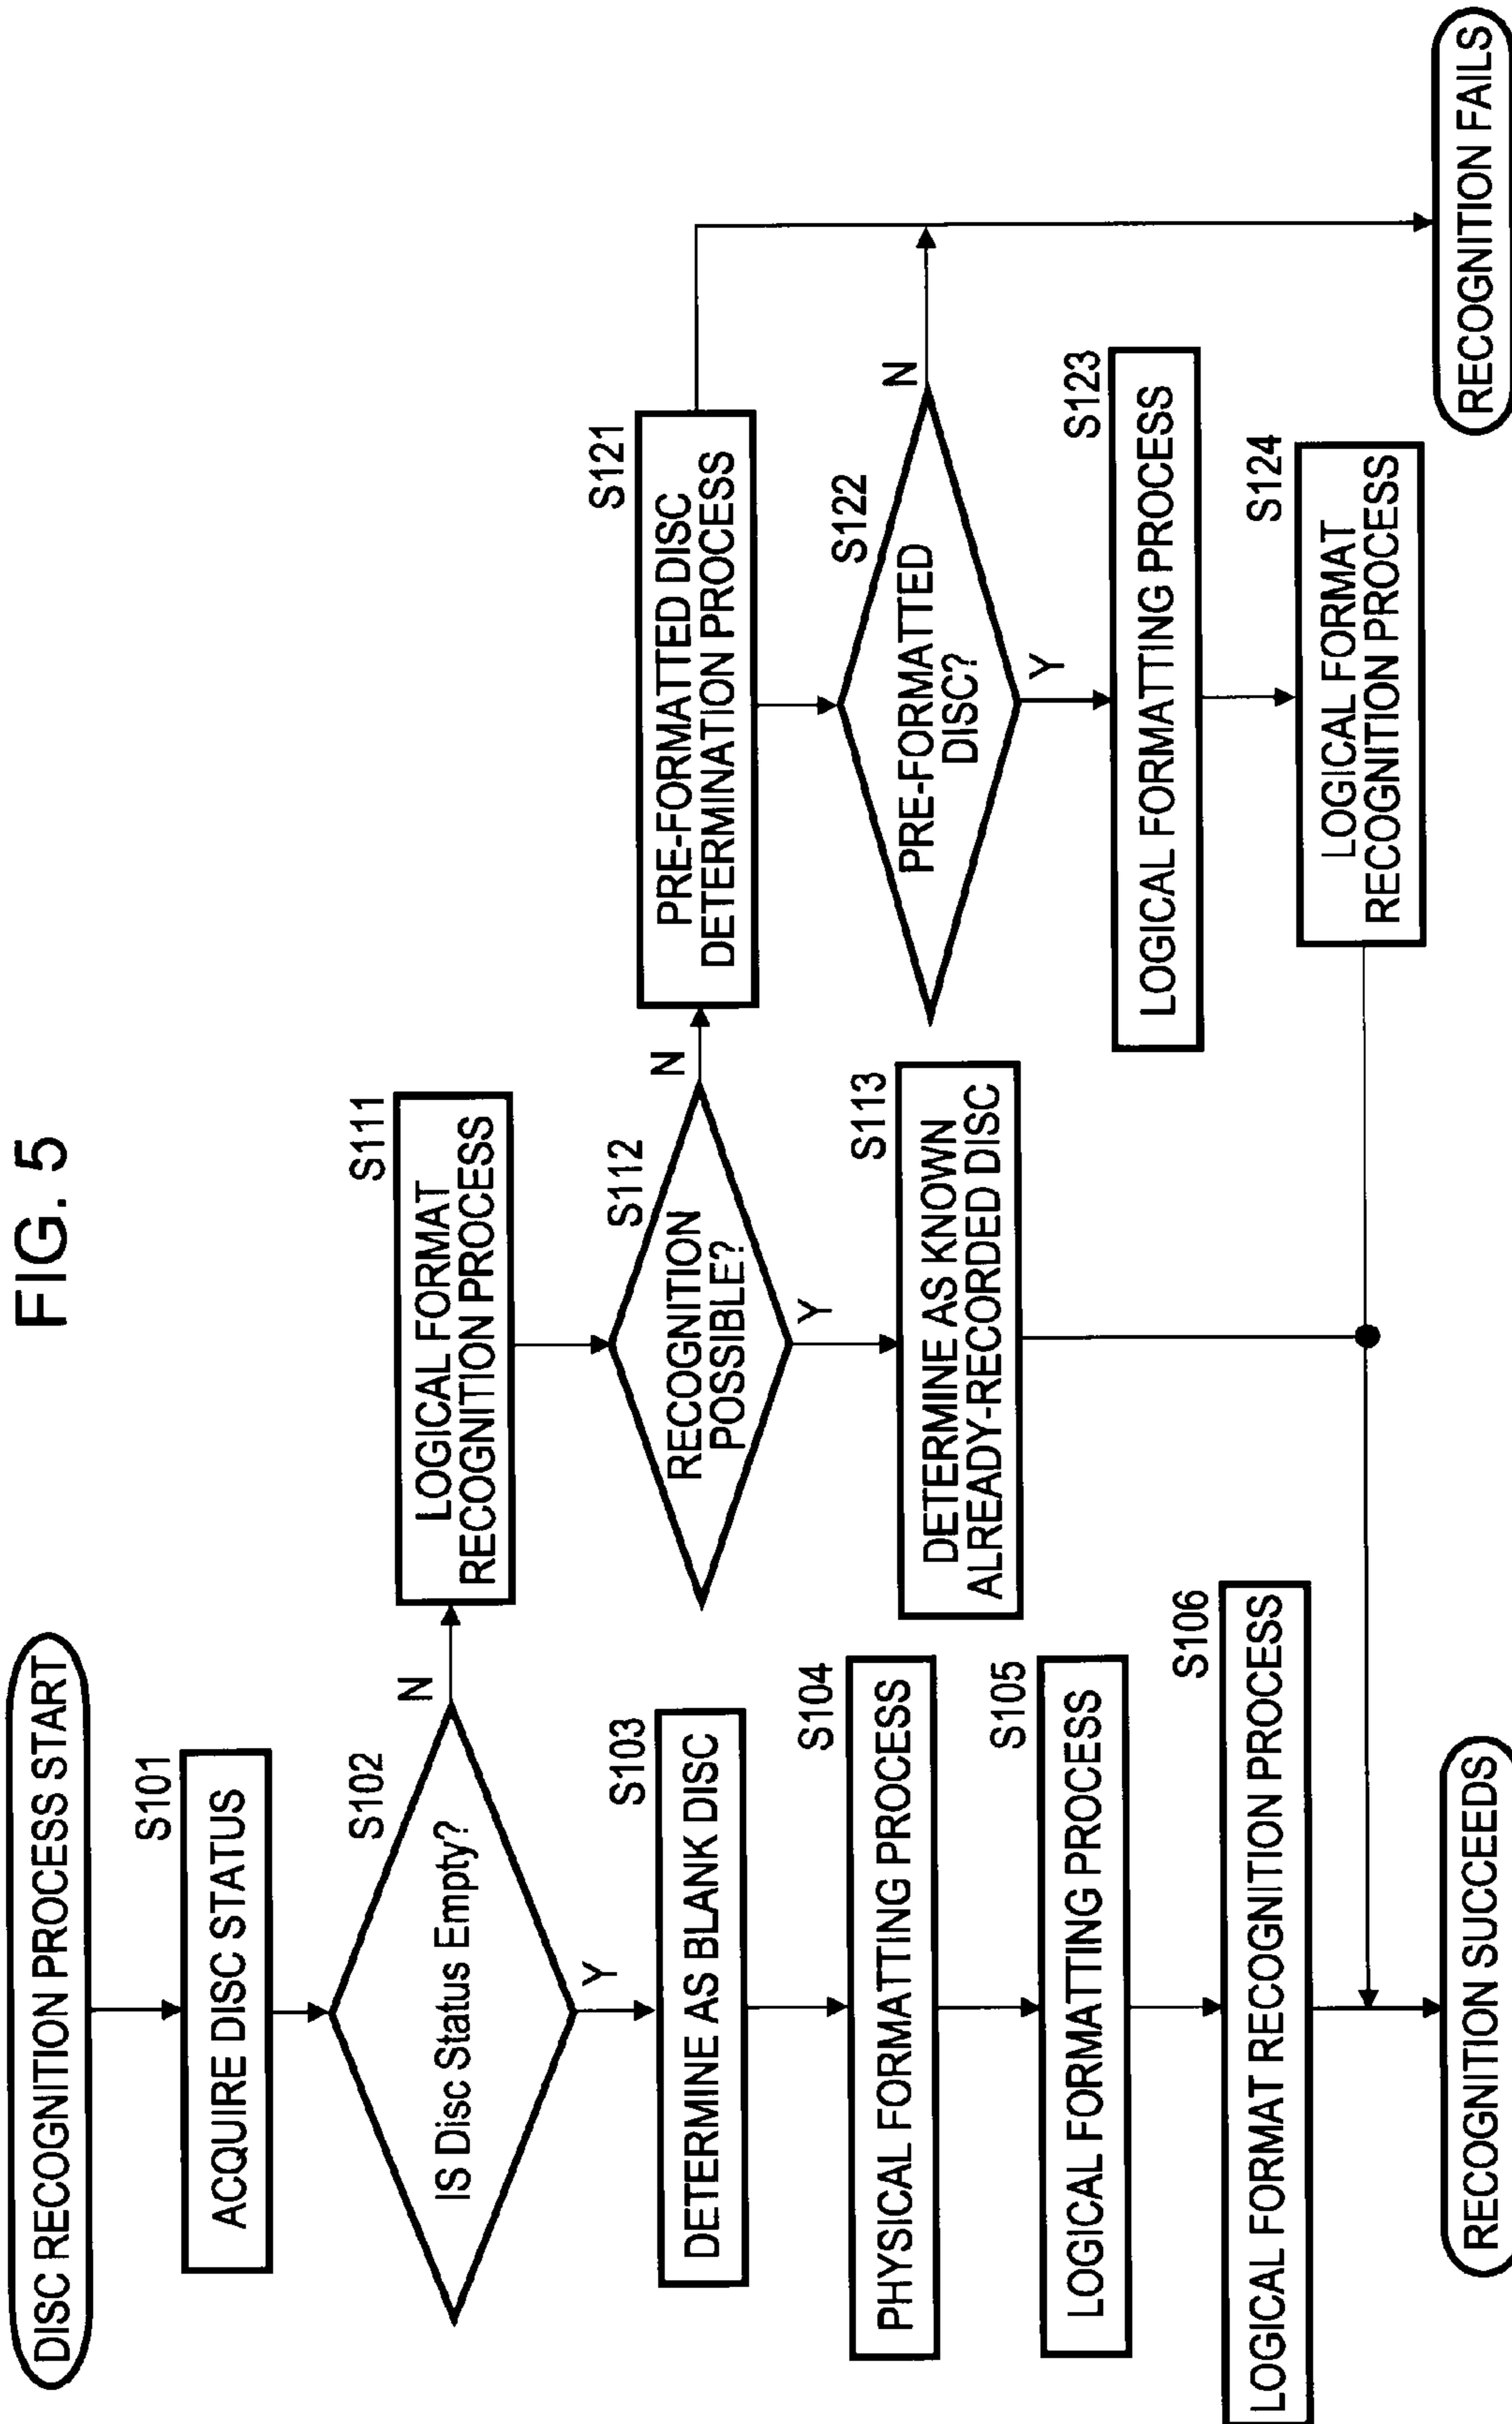 FIG. 5
DISC RECOGNITION PROCESS START
S101
ACQUIRE DISC STATUS
S102
IS Disc Status Empty?
N
Y
S103
DETERMINE AS BLANK DISC
S104
PHYSICAL FORMATTING PROCESS
S105
LOGICAL FORMATTING PROCESS
S106
LOGICAL FORMAT RECOGNITION PROCESS
RECOGNITION SUCCEEDS
S111
LOGICAL FORMAT
RECOGNITION PROCESS
S112
RECOGNITION
POSSIBLE?
N
Y
S113
DETERMINE AS KNOWN
ALREADY-RECORDED DISC
S121
PRE-FORMATTED DISC
DETERMINATION PROCESS
S122
PRE-FORMATTED
DISC?
N
Y
S123
LOGICAL FORMATTING PROCESS
S124
LOGICAL FORMAT
RECOGNITION PROCESS
RECOGNITION FAILS